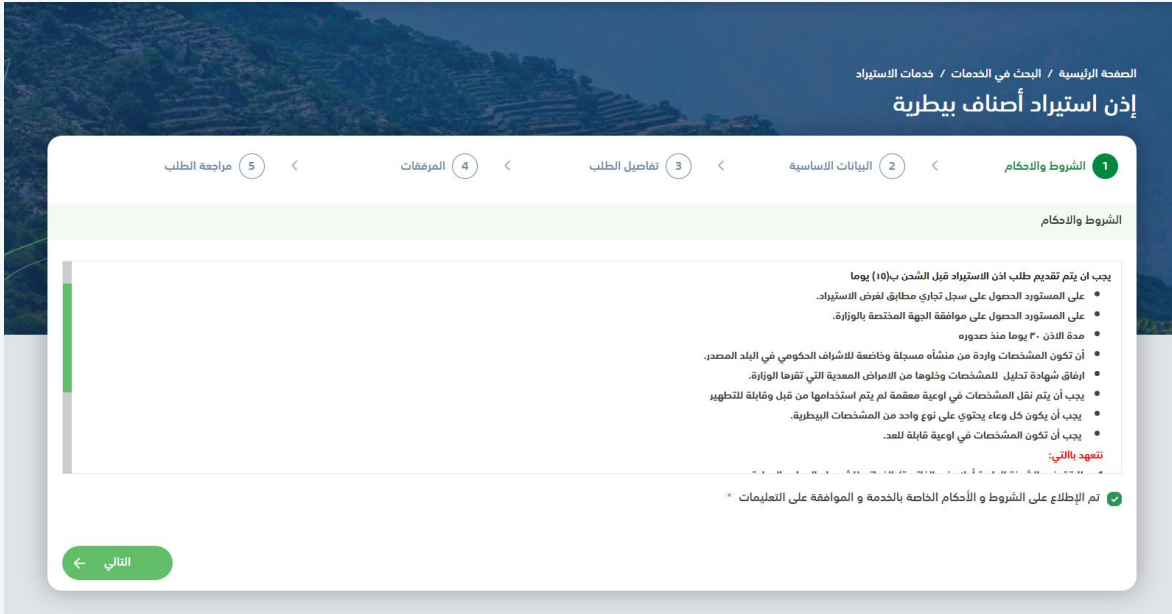 الصفحة الرئيسية / البحث في الخدمات / خدمات الاستيراد
إذن استيراد أصناف بيطرية
1 الشروط والاحكام > 2 البيانات الاساسية > 3 تفاصيل الطلب > 4 المرفقات > 5 مراجعة الطلب
الشروط والاحكام
يجب ان يتم تقديم طلب اذن الاستيراد قبل الشحن ب(١٥) يوما
على المستورد الحصول على سجل تجاري مطابق لغرض الاستيراد.
على المستورد الحصول على موافقة الجهة المختصة بالوزارة.
مدة الاذن ٣٠ يوما منذ صدوره
أن تكون المشخصات واردة من منشأه مسجلة وخاضعة للاشراف الحكومي في البلد المصدر.
ارفاق شهادة تحليل للمشخصات وخلوها من الامراض المعدية التي تقرها الوزارة.
يجب أن يتم نقل المشخصات في اوعية معقمة لم يتم استخدامها من قبل وقابلة للتطهير
يجب أن يكون كل وعاء يحتوي على نوع واحد من المشخصات البيطرية.
يجب أن تكون المشخصات في اوعية قابلة للعد.
نتعهد باآلتي:
تم الإطلاع على الشروط و الأحكام الخاصة بالخدمة و الموافقة على التعليمات *
التالي